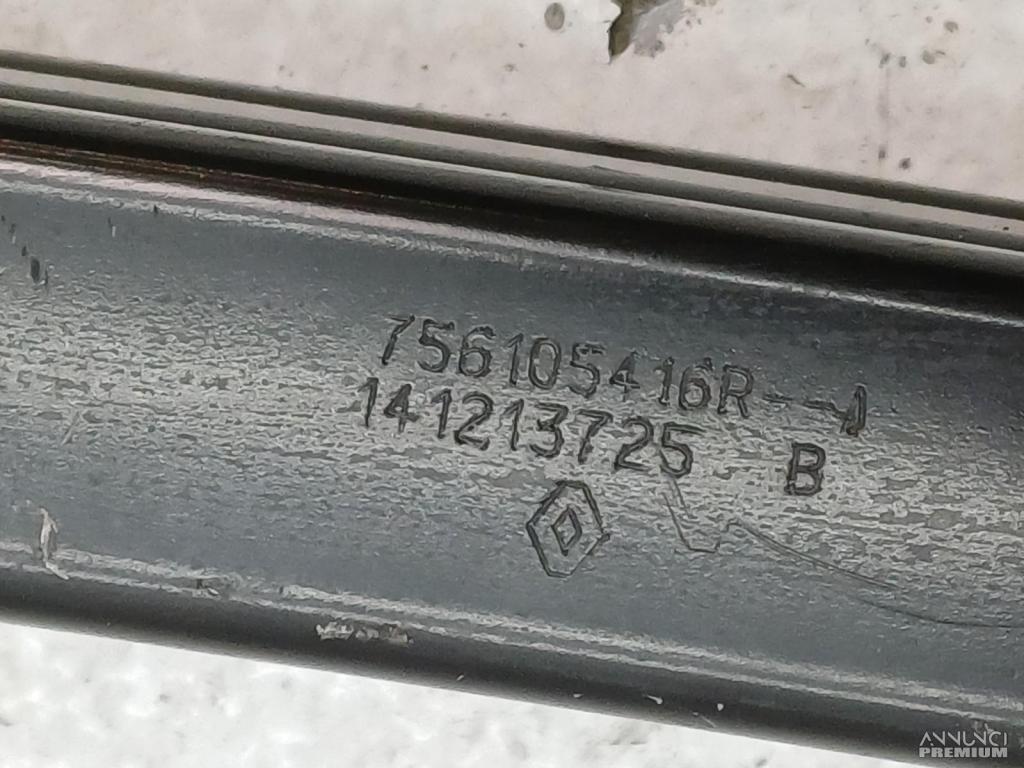 756105416R--A
141213725 B
ANNUNCI
PREMIUM